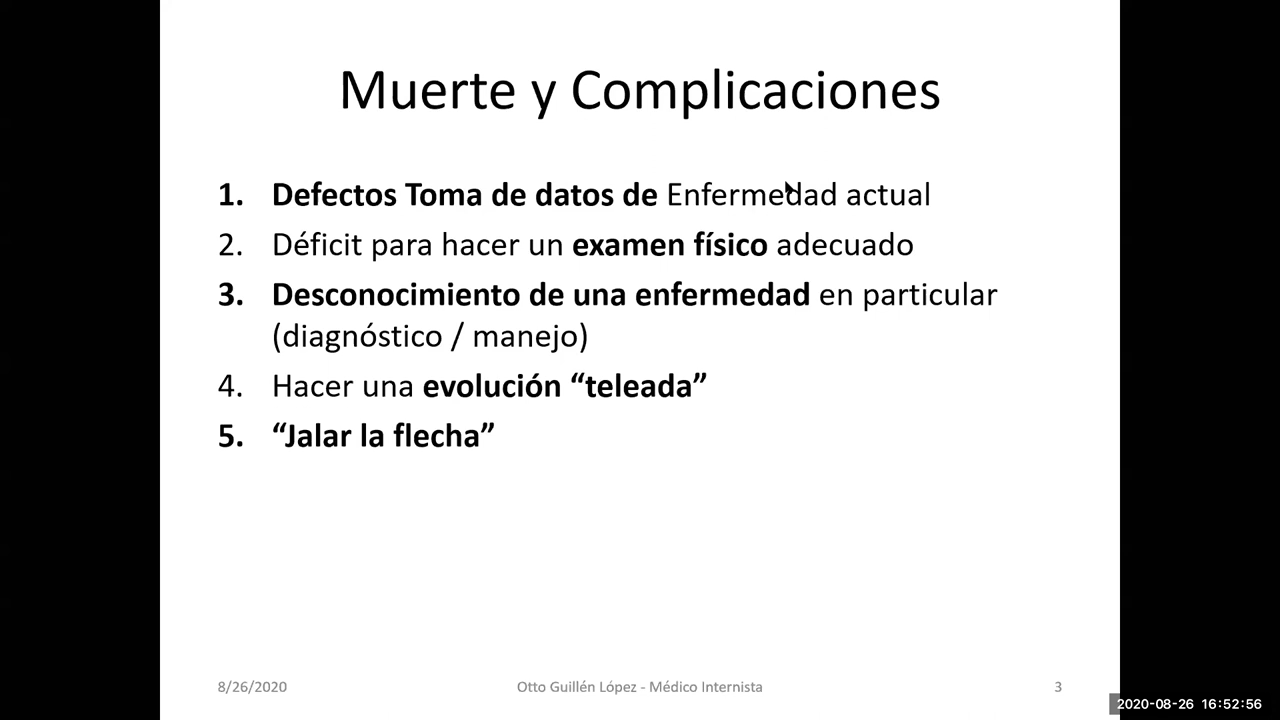 Muerte y Complicaciones
1. Defectos Toma de datos de Enfermedad actual
2. Déficit para hacer un examen físico adecuado
3. Desconocimiento de una enfermedad en particular
(diagnóstico / manejo)
4. Hacer una evolución “teleada”
5. “Jalar la flecha”
8/26/2020
Otto Guillén López - Médico Internista
3
2020-08-26 16:52:56